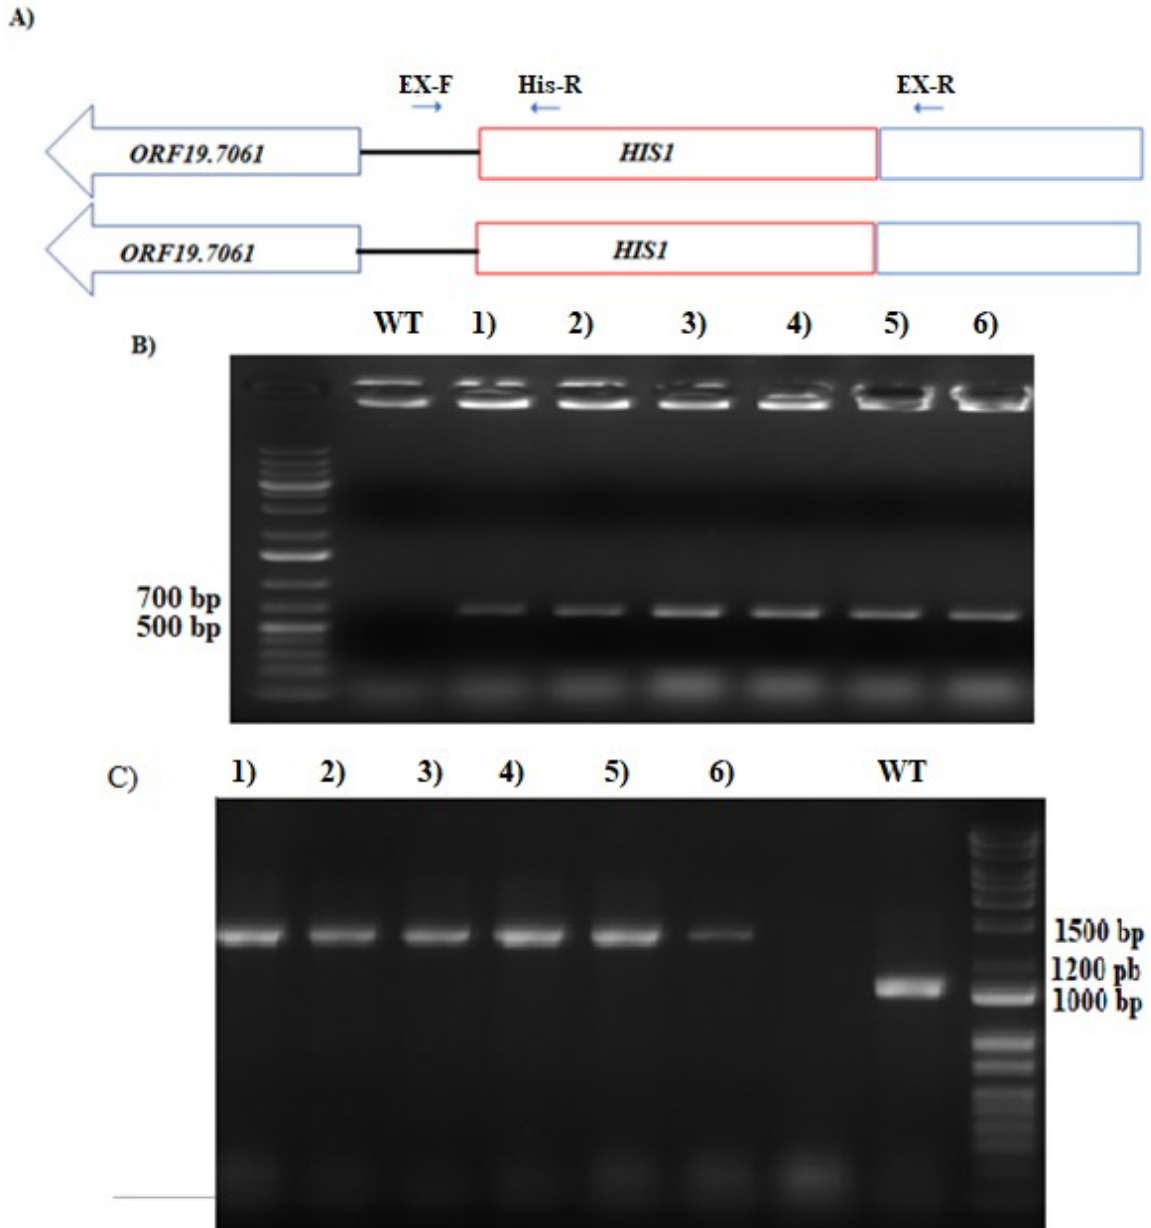 A)
EX-F His-R EX-R
ORF19.7061 HIS1
ORF19.7061 HIS1
WT 1) 2) 3) 4) 5) 6)
B)
700 bp
500 bp
C) 1) 2) 3) 4) 5) 6) WT
1500 bp
1200 pb
1000 bp